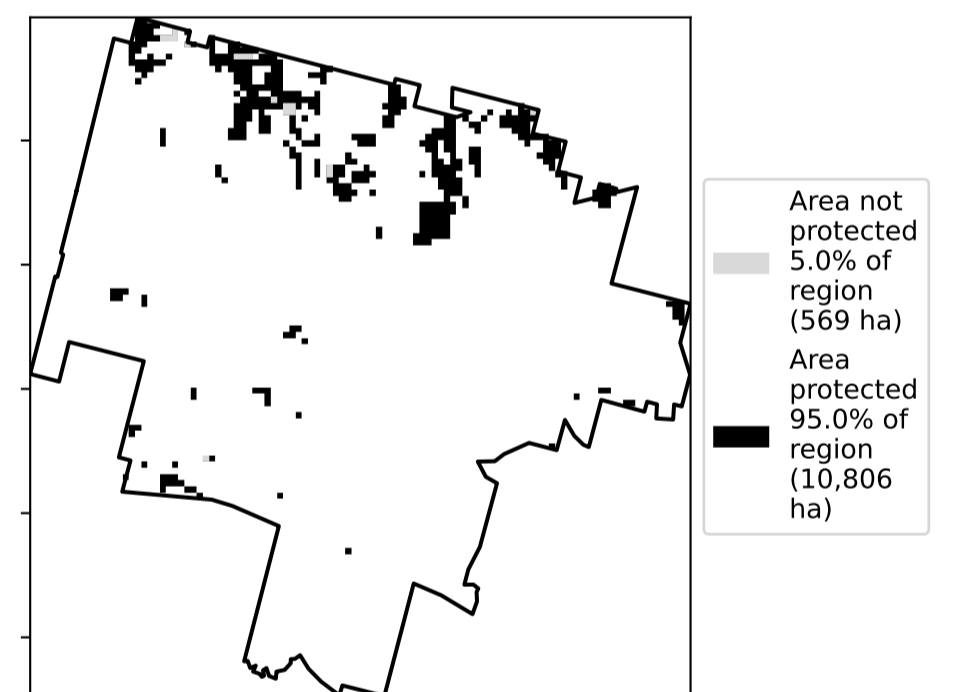 Area not
protected
5.0% of
region
(569 ha)
Area
protected
95.0% of
region
(10,806
ha)